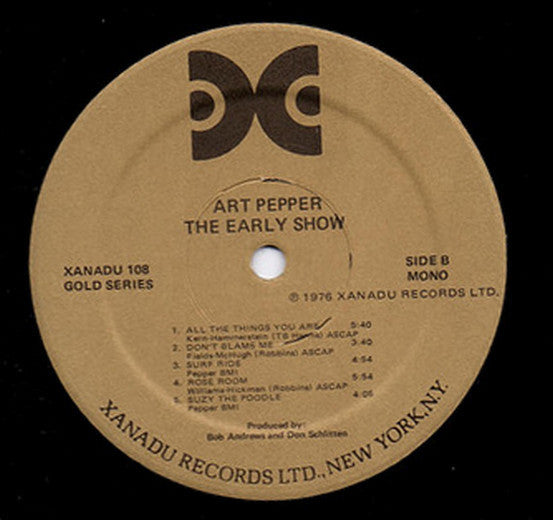 ART PEPPER
THE EARLY SHOW
XANADU 108
GOLD SERIES
SIDE B
MONO
℗ 1976 XANADU RECORDS LTD.
1. ALL THE THINGS YOU ARE 5:40
Kern-Hammerstein (TB Harms) ASCAP
2. DON'T BLAME ME 3:40
Fields-McHugh (Robbins) ASCAP
3. SURF RIDE 4:54
Pepper BMI
4. ROSE ROOM 5:54
Williams-Hickman (Robbins) ASCAP
5. SUZY THE POODLE 4:05
Pepper BMI
Produced by:
Bob Andrews and Don Schlitten
XANADU RECORDS LTD., NEW YORK, N.Y.